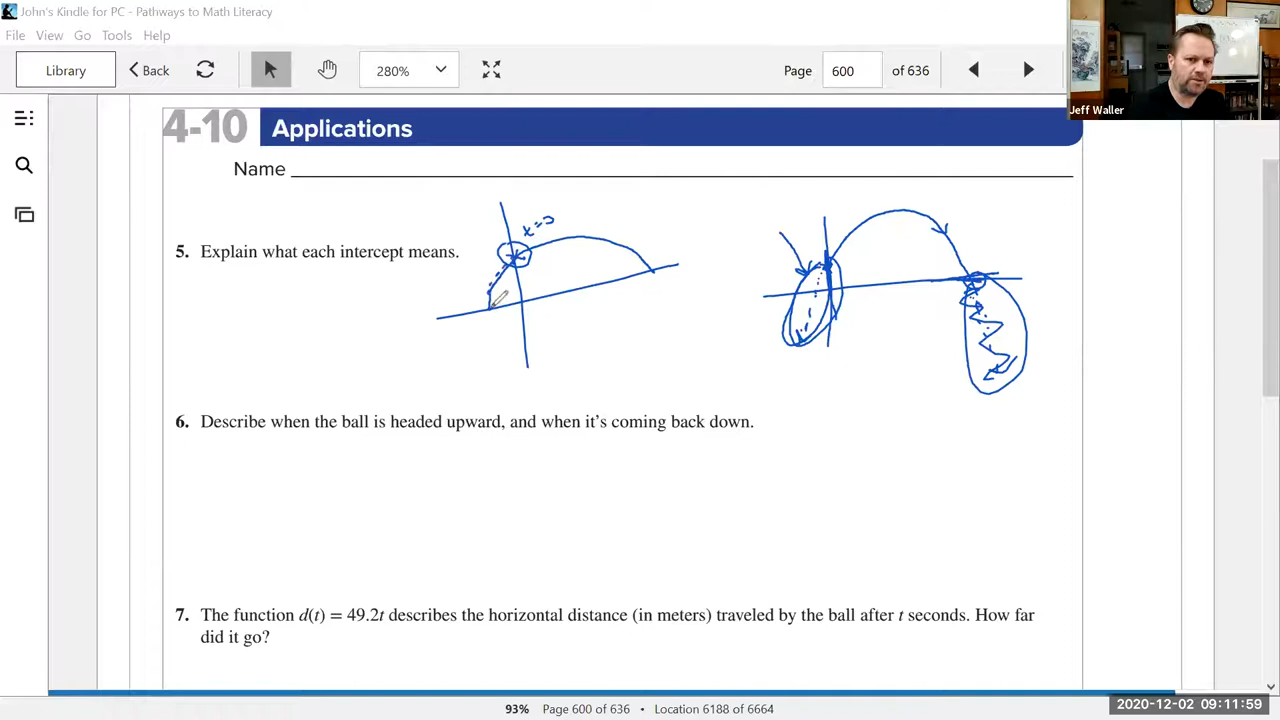 John's Kindle for PC - Pathways to Math Literacy
File View Go Tools Help
Library Back 280% Page 600 of 636
Jeff Waller
4-10 Applications
Name
5. Explain what each intercept means.
6. Describe when the ball is headed upward, and when it's coming back down.
7. The function d(t) = 49.2t describes the horizontal distance (in meters) traveled by the ball after t seconds. How far
did it go?
93% Page 600 of 636 • Location 6188 of 6664
2020-12-02 09:11:59